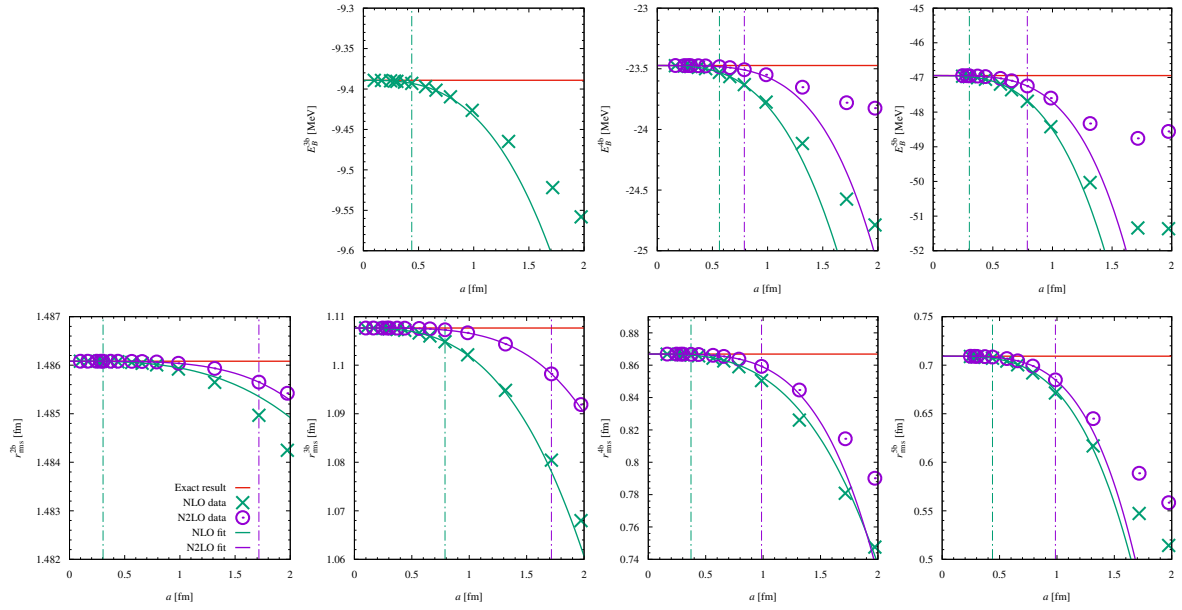 -9.3
-9.35
-9.4
-9.45
-9.5
-9.55
-9.6
0 0.5 1 1.5 2
E_B^{3b} [MeV]
a [fm]
-23
-23.5
-24
-24.5
-25
0 0.5 1 1.5 2
E_B^{4b} [MeV]
a [fm]
-45
-46
-47
-48
-49
-50
-51
-52
0 0.5 1 1.5 2
E_B^{5b} [MeV]
a [fm]
1.487
1.486
1.485
1.484
1.483
1.482
0 0.5 1 1.5 2
r_{rms}^{2b} [fm]
a [fm]
Exact result
NLO data
N2LO data
NLO fit
N2LO fit
1.11
1.1
1.09
1.08
1.07
1.06
0 0.5 1 1.5 2
r_{rms}^{3b} [fm]
a [fm]
0.88
0.86
0.84
0.82
0.8
0.78
0.76
0.74
0 0.5 1 1.5 2
r_{rms}^{4b} [fm]
a [fm]
0.75
0.7
0.65
0.6
0.55
0.5
0 0.5 1 1.5 2
r_{rms}^{5b} [fm]
a [fm]